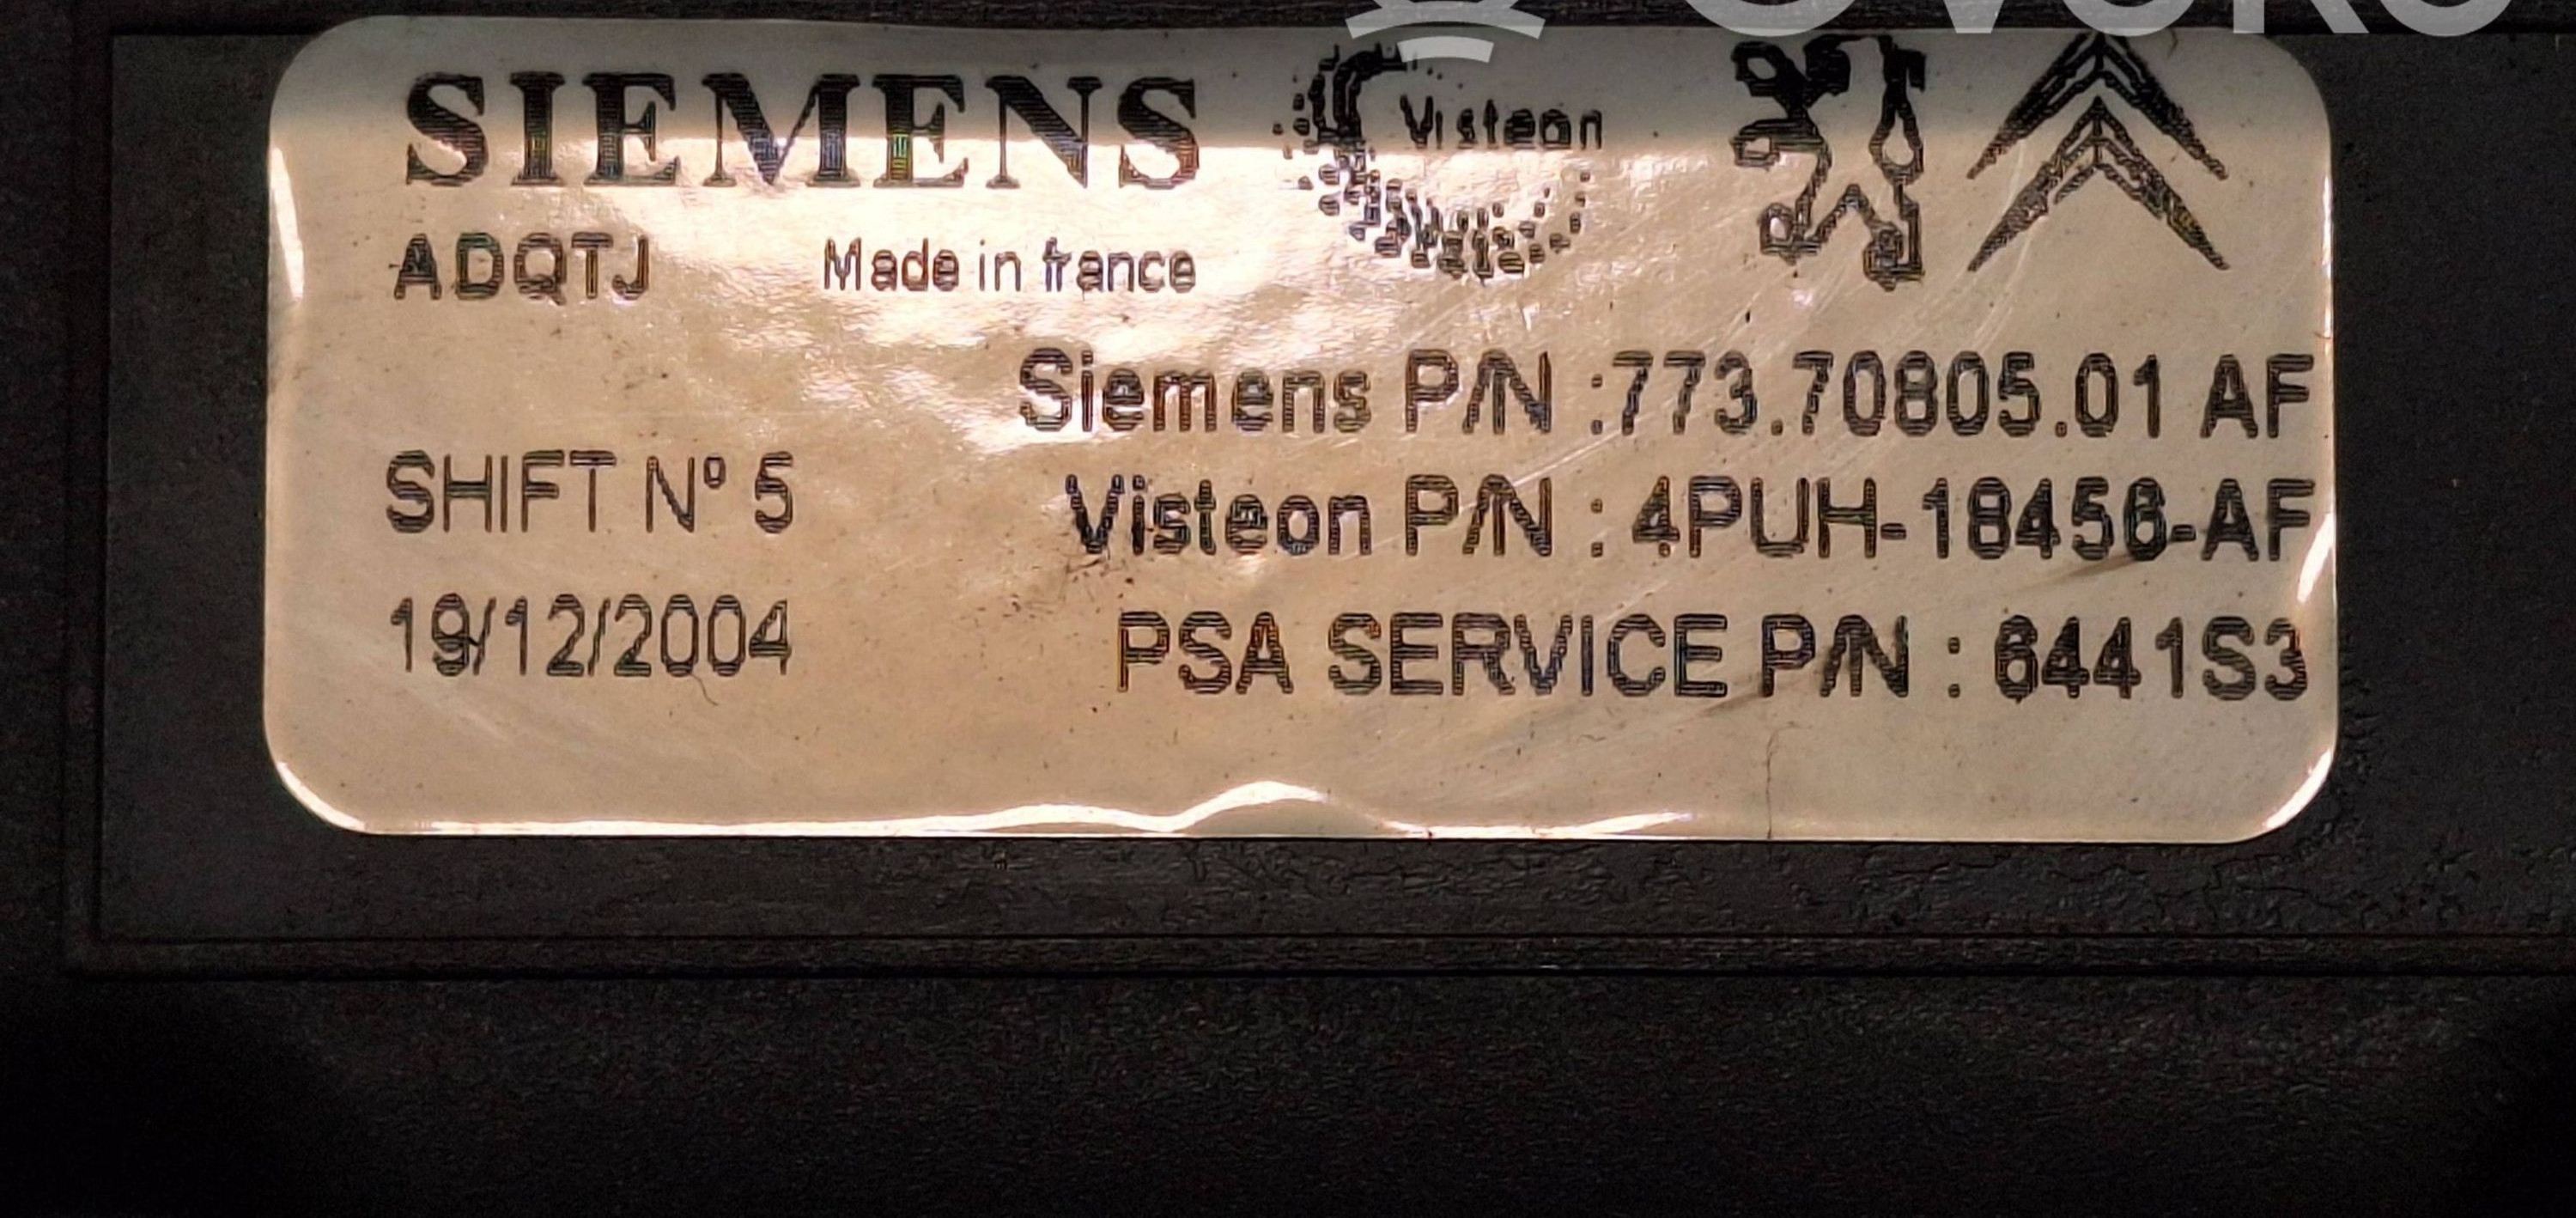 SIEMENS Visteon
ADQTJ Made in france
Siemens P/N :773.70805.01 AF
SHIFT Nº 5 Visteon P/N : 4PUH-18456-AF
19/12/2004 PSA SERVICE P/N : 6441S3